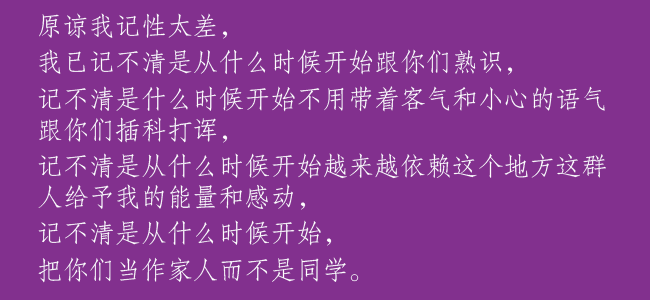 原谅我记性太差，
我已记不清是从什么时候开始跟你们熟识，
记不清是什么时候开始不用带着客气和小心的语气
跟你们插科打诨，
记不清是从什么时候开始越来越依赖这个地方这群
人给予我的能量和感动，
记不清是从什么时候开始，
把你们当作家人而不是同学。